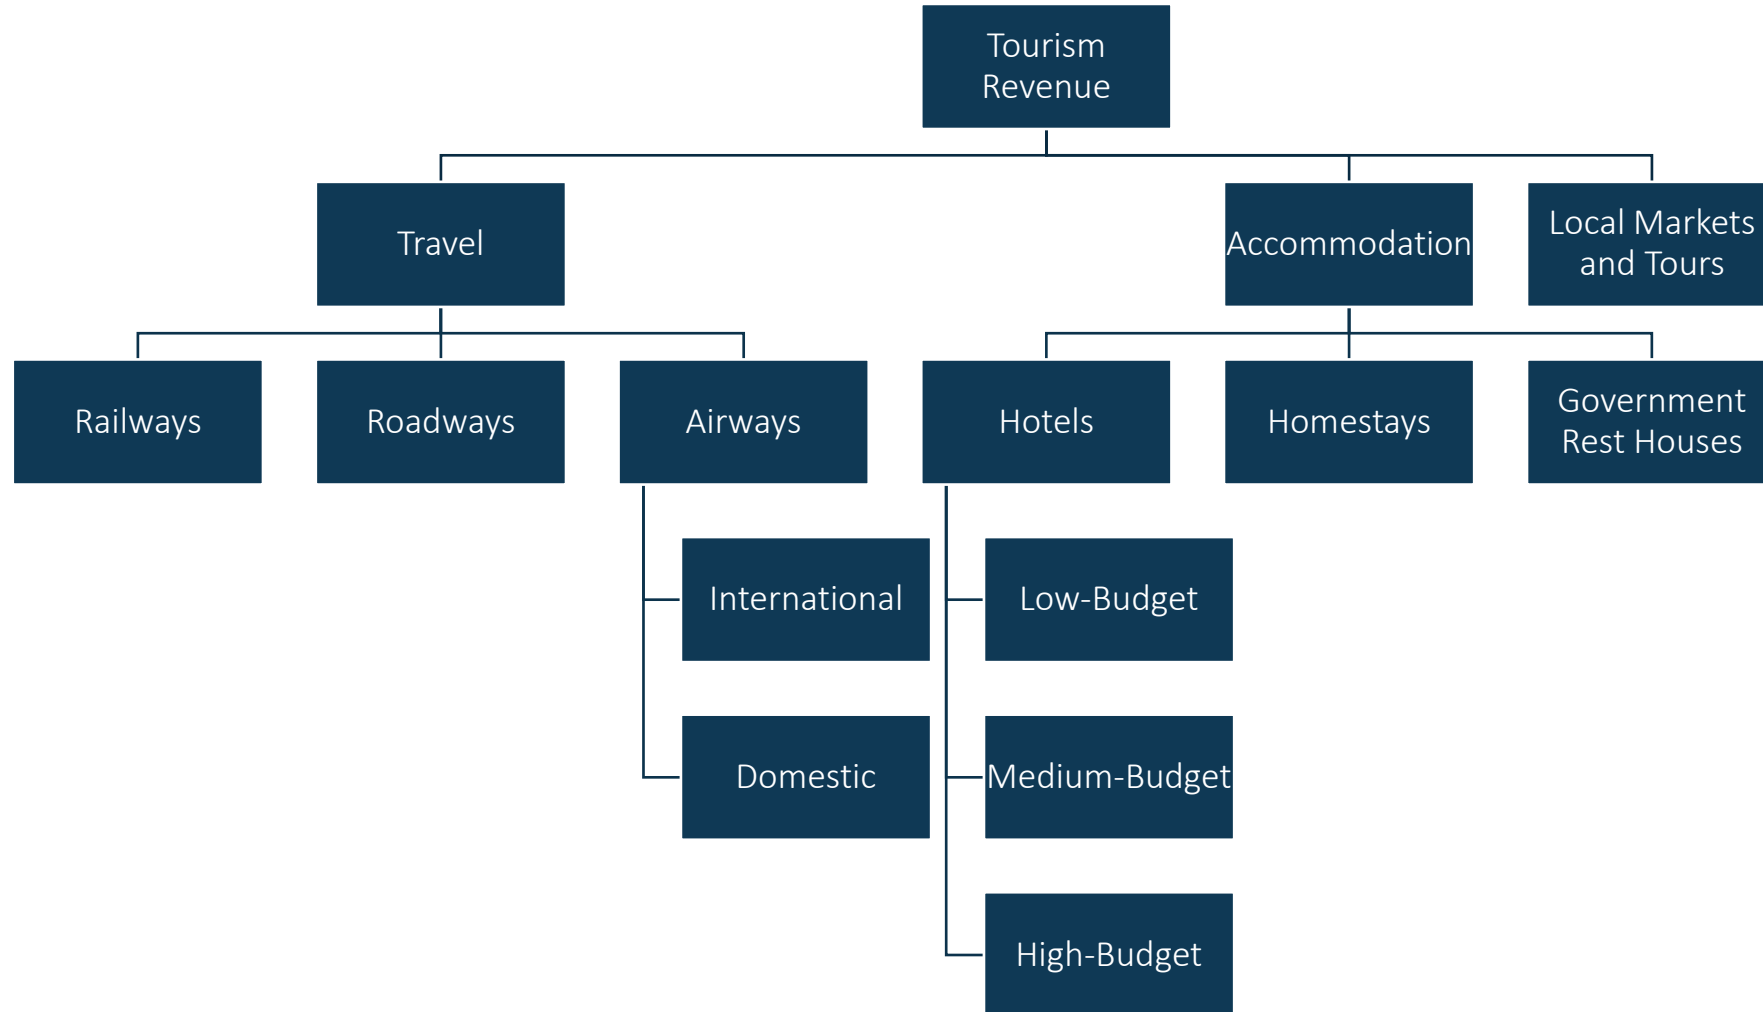 Tourism
Revenue
Travel
Accommodation
Local Markets
and Tours
Railways
Roadways
Airways
Hotels
Homestays
Government
Rest Houses
International
Low-Budget
Domestic
Medium-Budget
High-Budget